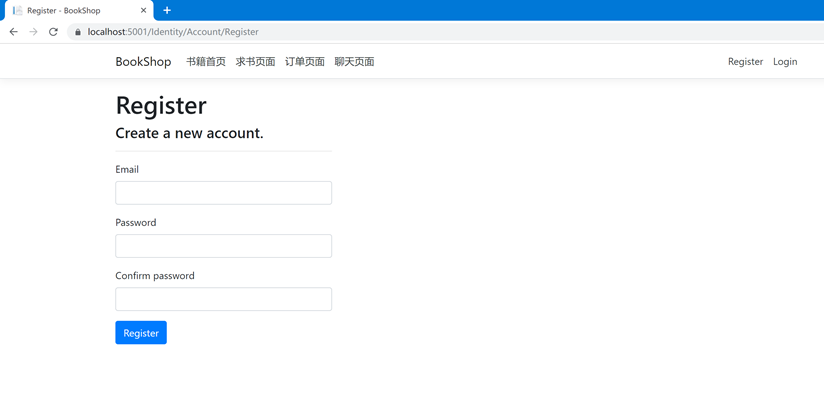 Register - BookShop
localhost:5001/Identity/Account/Register
BookShop 书籍首页 求书页面 订单页面 聊天页面 Register Login
Register
Create a new account.
Email
Password
Confirm password
Register